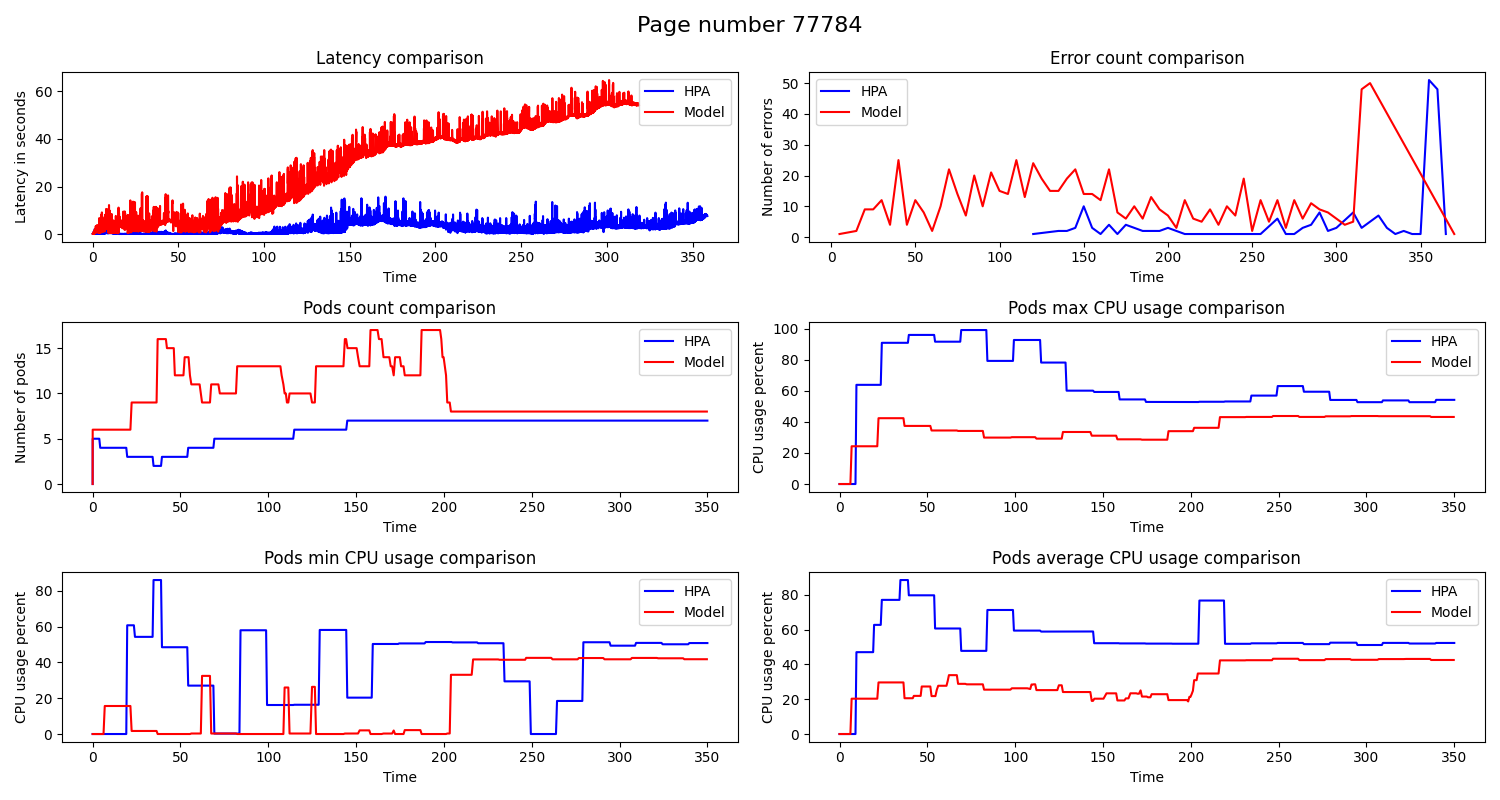 Page number 77784
Latency comparison
Latency in seconds
60
40
20
0
0 50 100 150 200 250 300 350
Time
HPA
Model
Error count comparison
Number of errors
50
40
30
20
10
0
0 50 100 150 200 250 300 350
Time
HPA
Model
Pods count comparison
Number of pods
15
10
5
0
0 50 100 150 200 250 300 350
Time
HPA
Model
Pods max CPU usage comparison
CPU usage percent
100
80
60
40
20
0
0 50 100 150 200 250 300 350
Time
HPA
Model
Pods min CPU usage comparison
CPU usage percent
80
60
40
20
0
0 50 100 150 200 250 300 350
Time
HPA
Model
Pods average CPU usage comparison
CPU usage percent
80
60
40
20
0
0 50 100 150 200 250 300 350
Time
HPA
Model